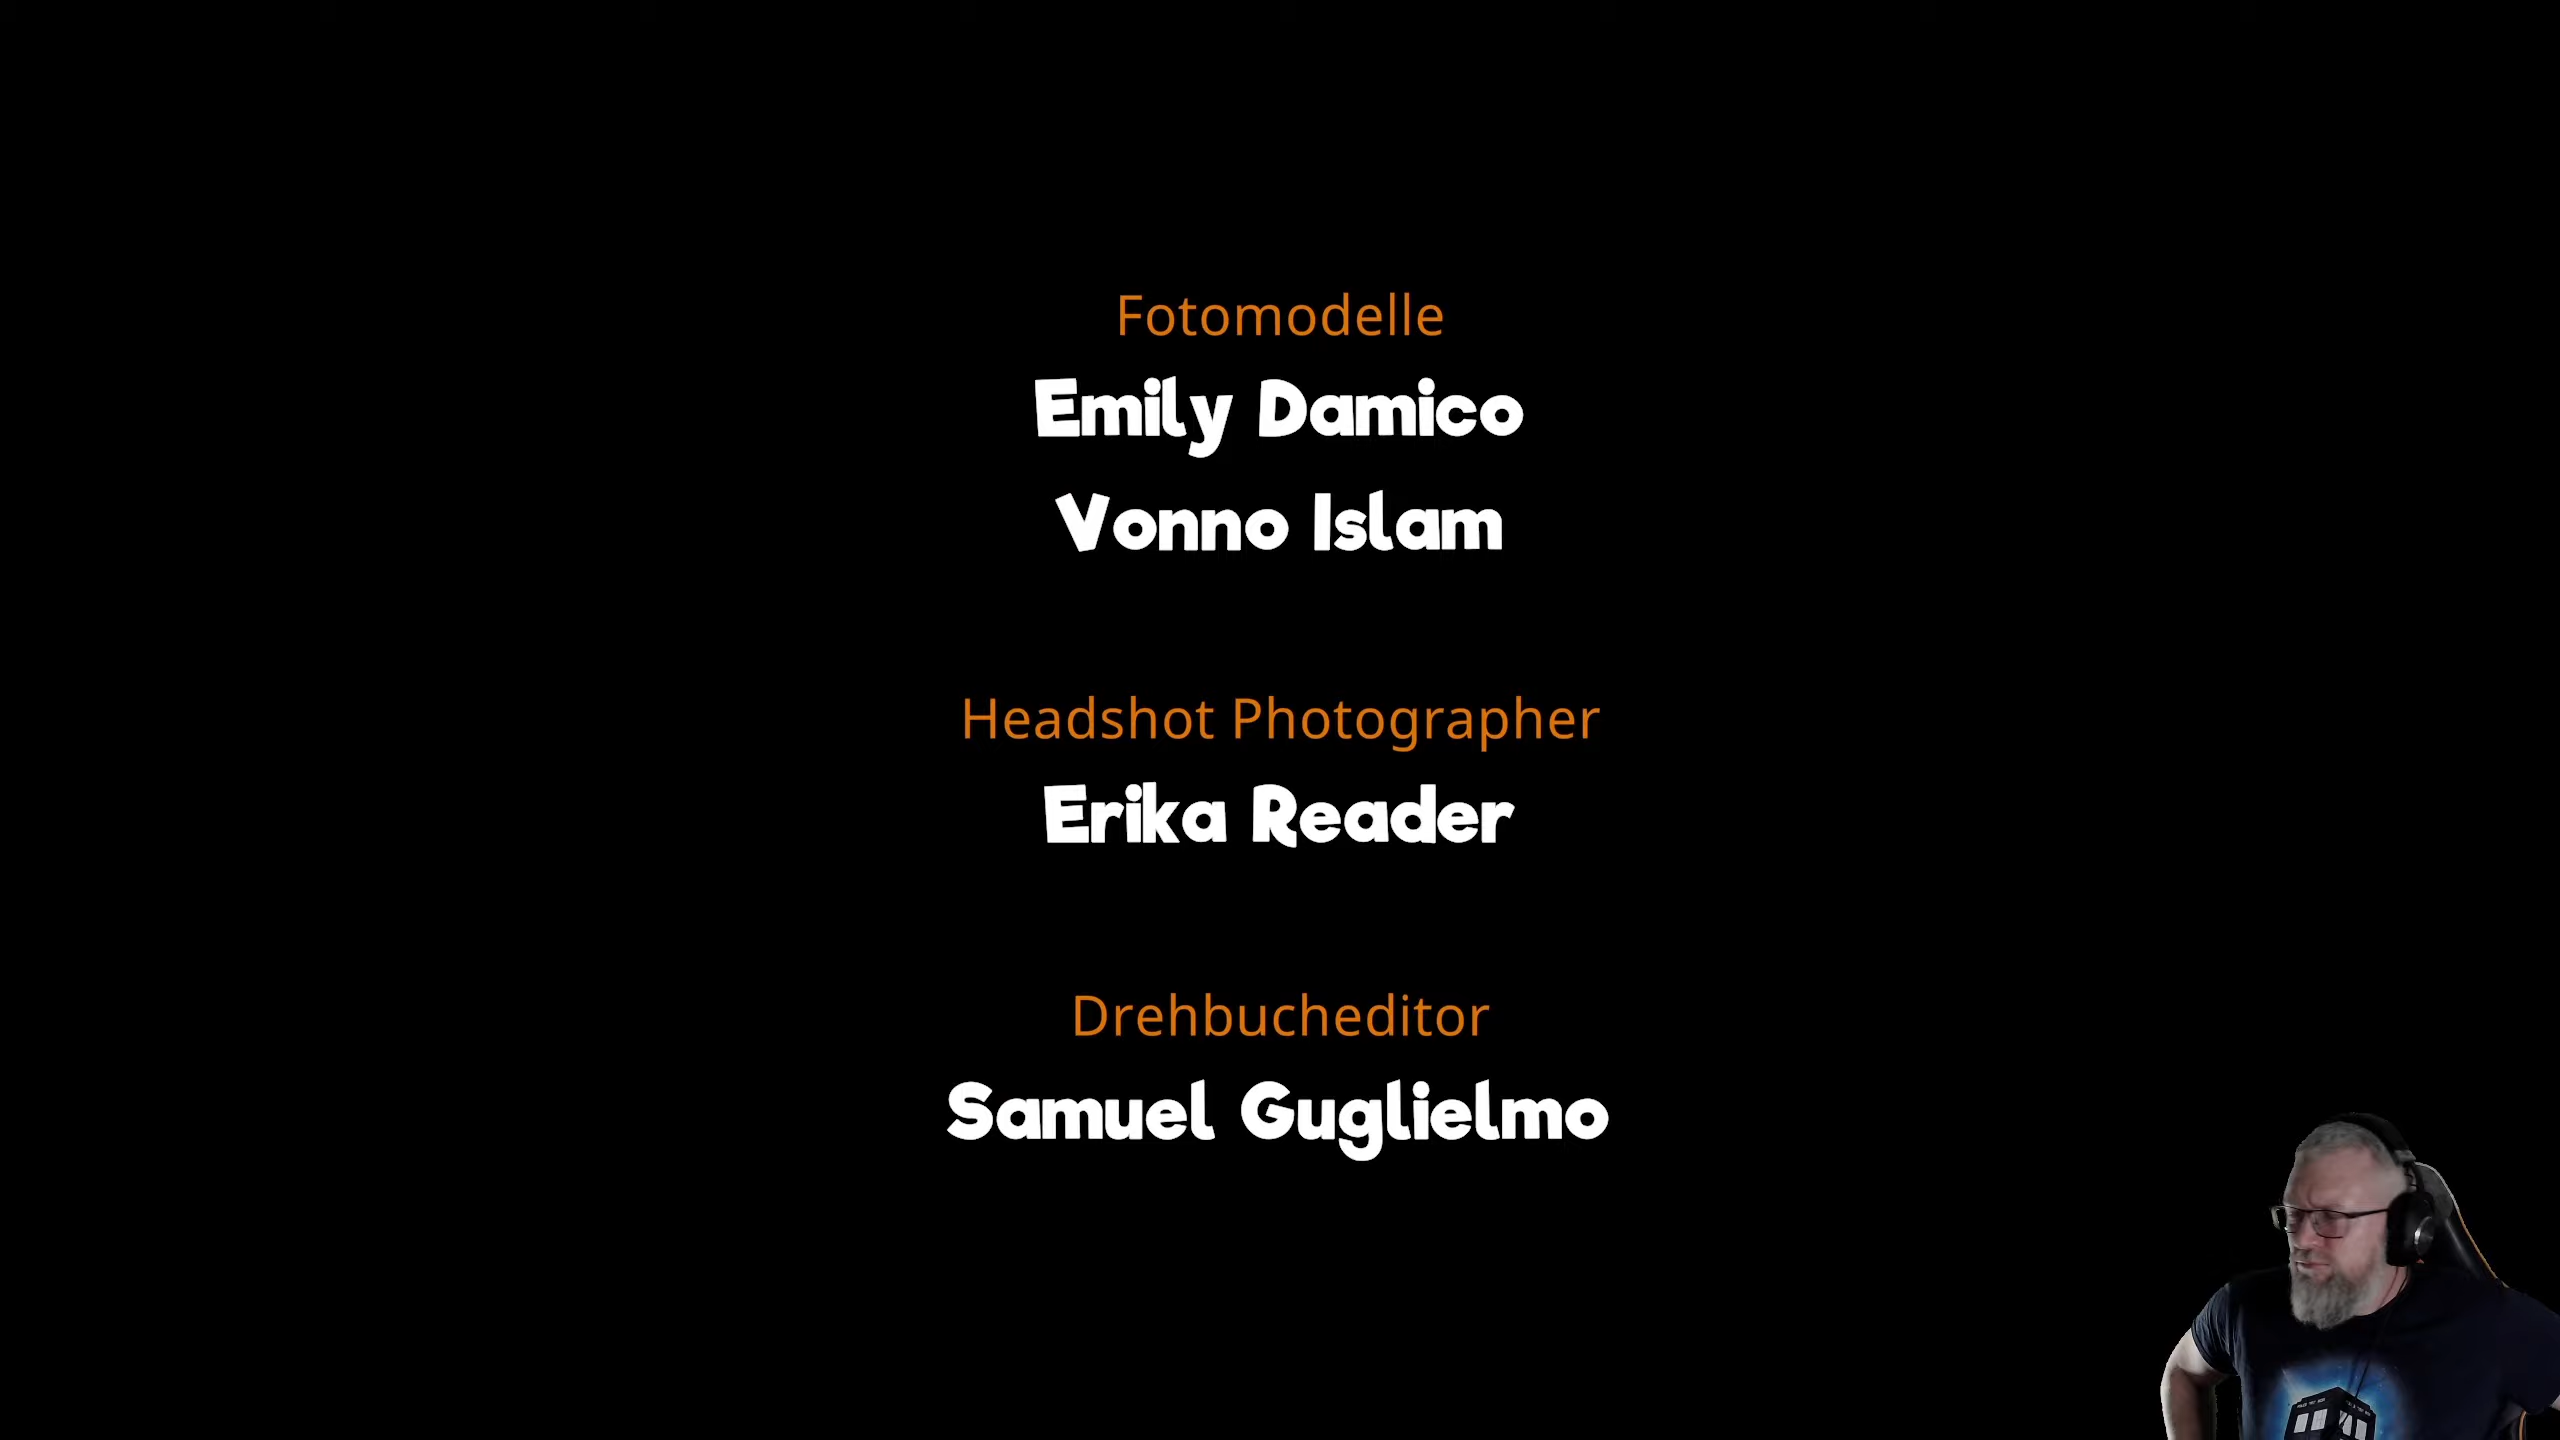 Fotomodelle
Emily Damico
Vonno Islam
Headshot Photographer
Erika Reader
Drehbucheditor
Samuel Guglielmo